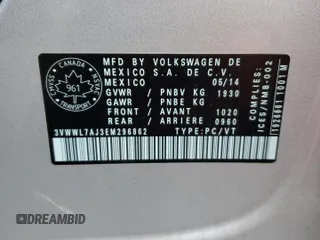 CANADA
961
TRANSPORT
MFD. BY VOLKSWAGEN DE
MEXICO S.A. DE C.V.
MEXICO 05/14
GVWR / PNBV KG 1930
GAWR / PNBE KG
FRONT / AVANT 1020
REAR / ARRIERE 0960
3VWWL7AJ3EM296862 TYPE:PC/VT
COMPLIES:
ICES/NMB-002
© DREAMBID